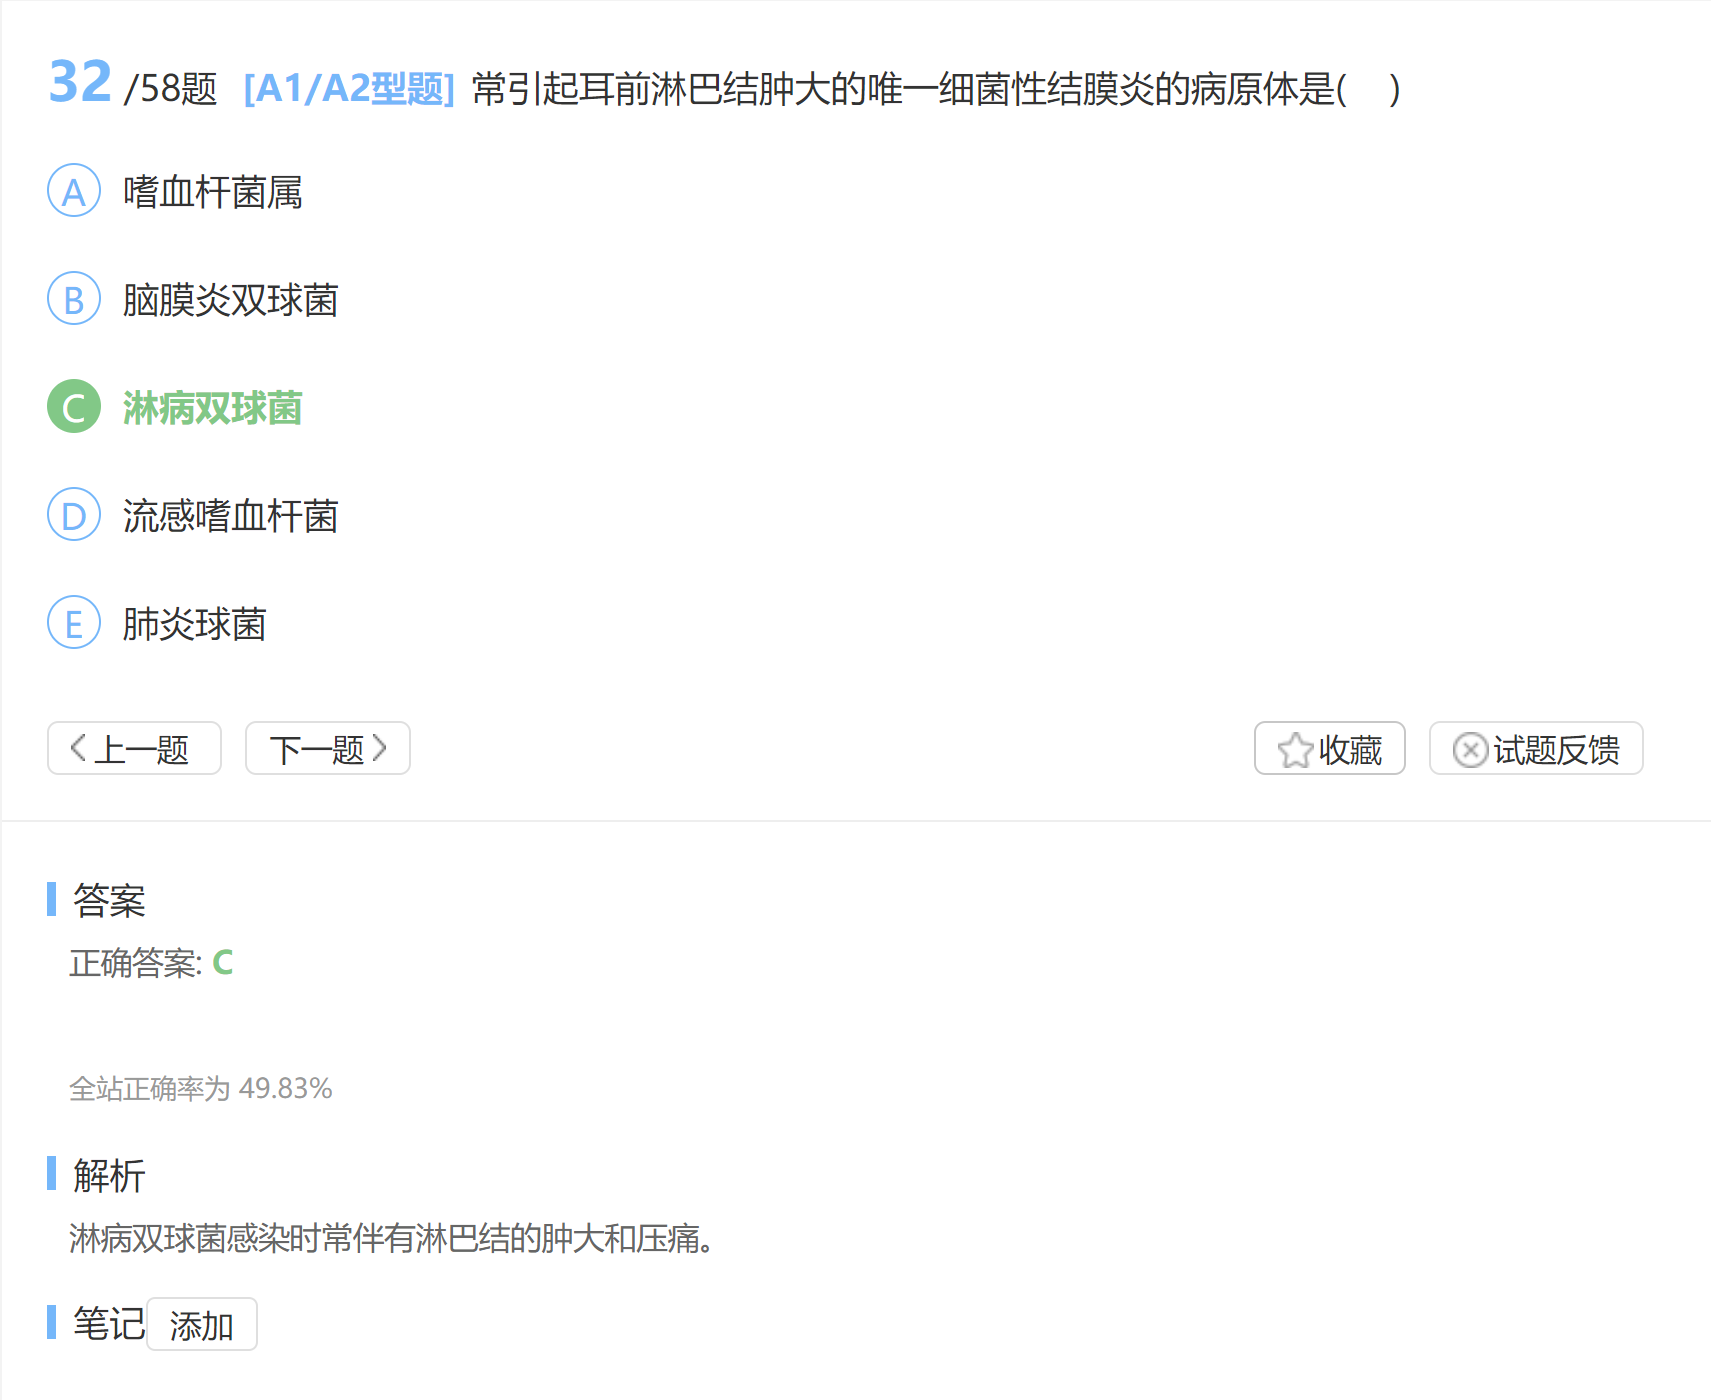 32 /58题 [A1/A2型题] 常引起耳前淋巴结肿大的唯一细菌性结膜炎的病原体是( )
A 嗜血杆菌属
B 脑膜炎双球菌
C 淋病双球菌
D 流感嗜血杆菌
E 肺炎球菌
上一题 下一题 收藏 试题反馈
答案
正确答案: C
全站正确率为 49.83%
解析
淋病双球菌感染时常伴有淋巴结的肿大和压痛。
笔记 添加